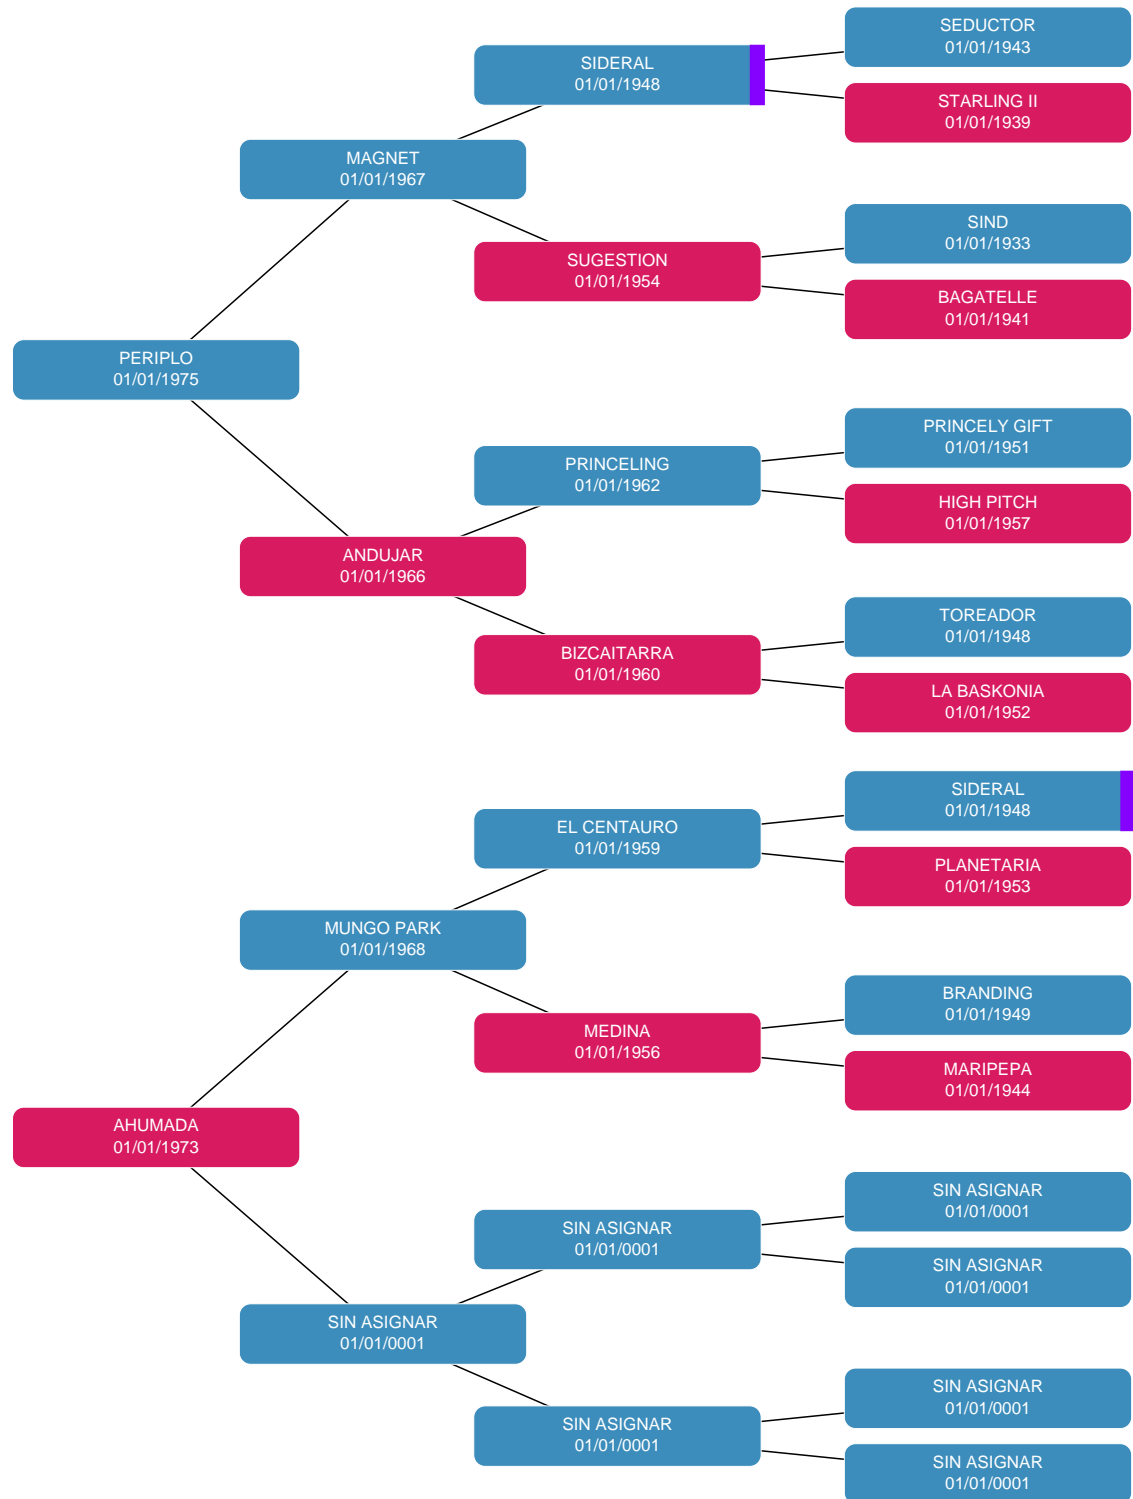 SEDUCTOR
01/01/1943
SIDERAL
01/01/1948
STARLING II
01/01/1939
MAGNET
01/01/1967
SIND
01/01/1933
SUGESTION
01/01/1954
BAGATELLE
01/01/1941
PERIPLO
01/01/1975
PRINCELY GIFT
01/01/1951
PRINCELING
01/01/1962
HIGH PITCH
01/01/1957
ANDUJAR
01/01/1966
TOREADOR
01/01/1948
BIZCAITARRA
01/01/1960
LA BASKONIA
01/01/1952
SIDERAL
01/01/1948
EL CENTAURO
01/01/1959
PLANETARIA
01/01/1953
MUNGO PARK
01/01/1968
BRANDING
01/01/1949
MEDINA
01/01/1956
MARIPEPA
01/01/1944
AHUMADA
01/01/1973
SIN ASIGNAR
01/01/0001
SIN ASIGNAR
01/01/0001
SIN ASIGNAR
01/01/0001
SIN ASIGNAR
01/01/0001
SIN ASIGNAR
01/01/0001
SIN ASIGNAR
01/01/0001
SIN ASIGNAR
01/01/0001